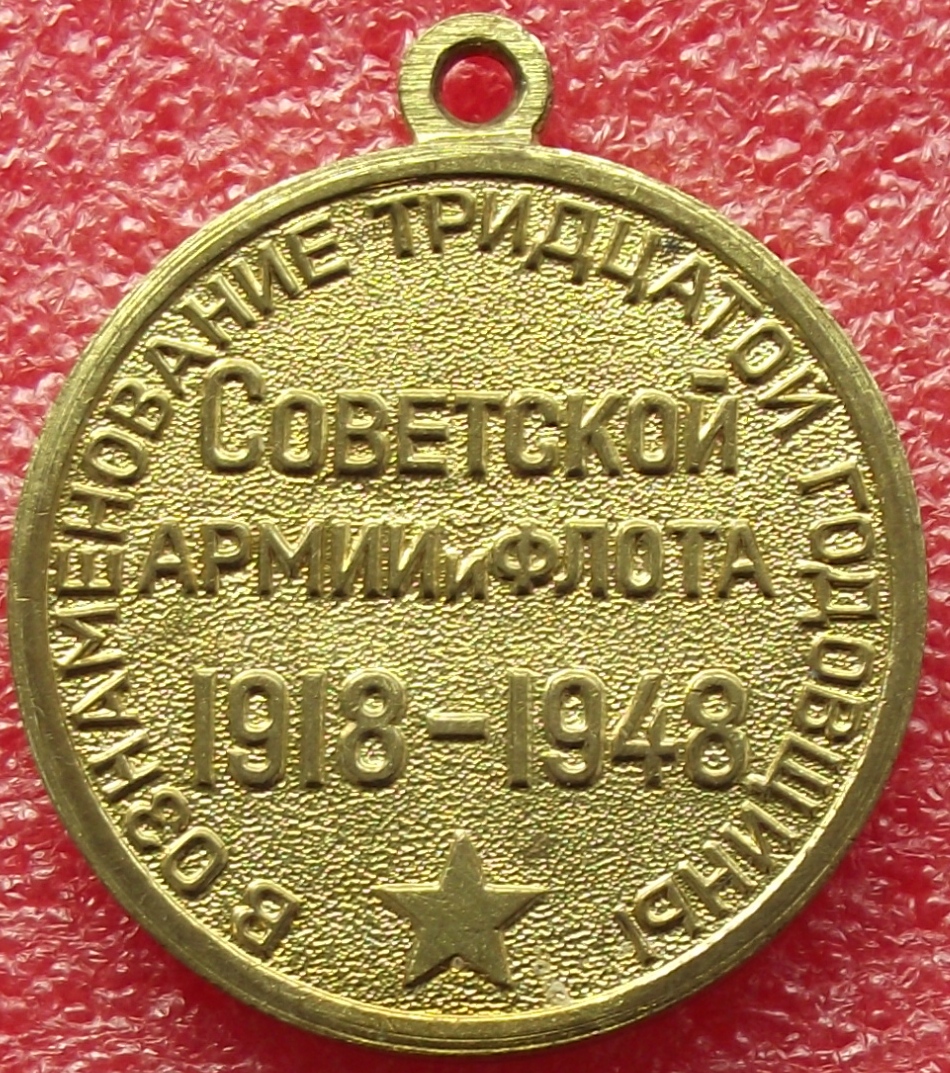 В ОЗНАМЕНОВАНИЕ ТРИДЦАТОЙ ГОДОВЩИНЫ
СОВЕТСКОЙ
АРМИИ и ФЛОТА
1918-1948